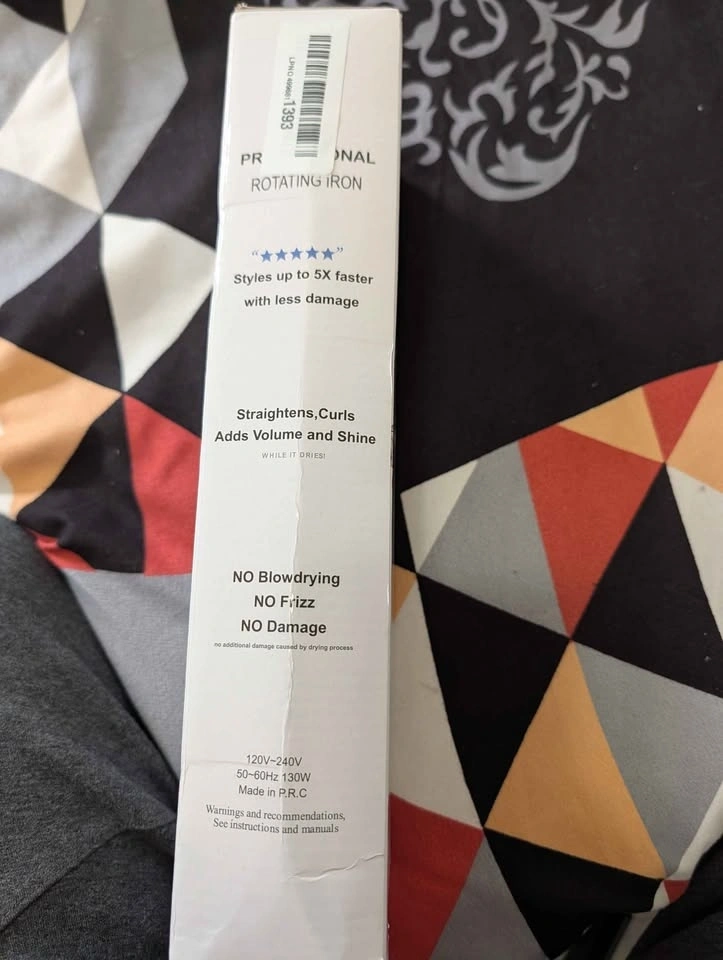 1393
ROTATING IRON
“★★★★★”
Styles up to 5X faster
with less damage
Straightens,Curls
Adds Volume and Shine
WHILE IT DRIES!
NO Blowdrying
NO Frizz
NO Damage
no additional damage caused by drying process
120V~240V
50~60Hz 130W
Made in P.R.C
Warnings and recommendations,
See instructions and manuals